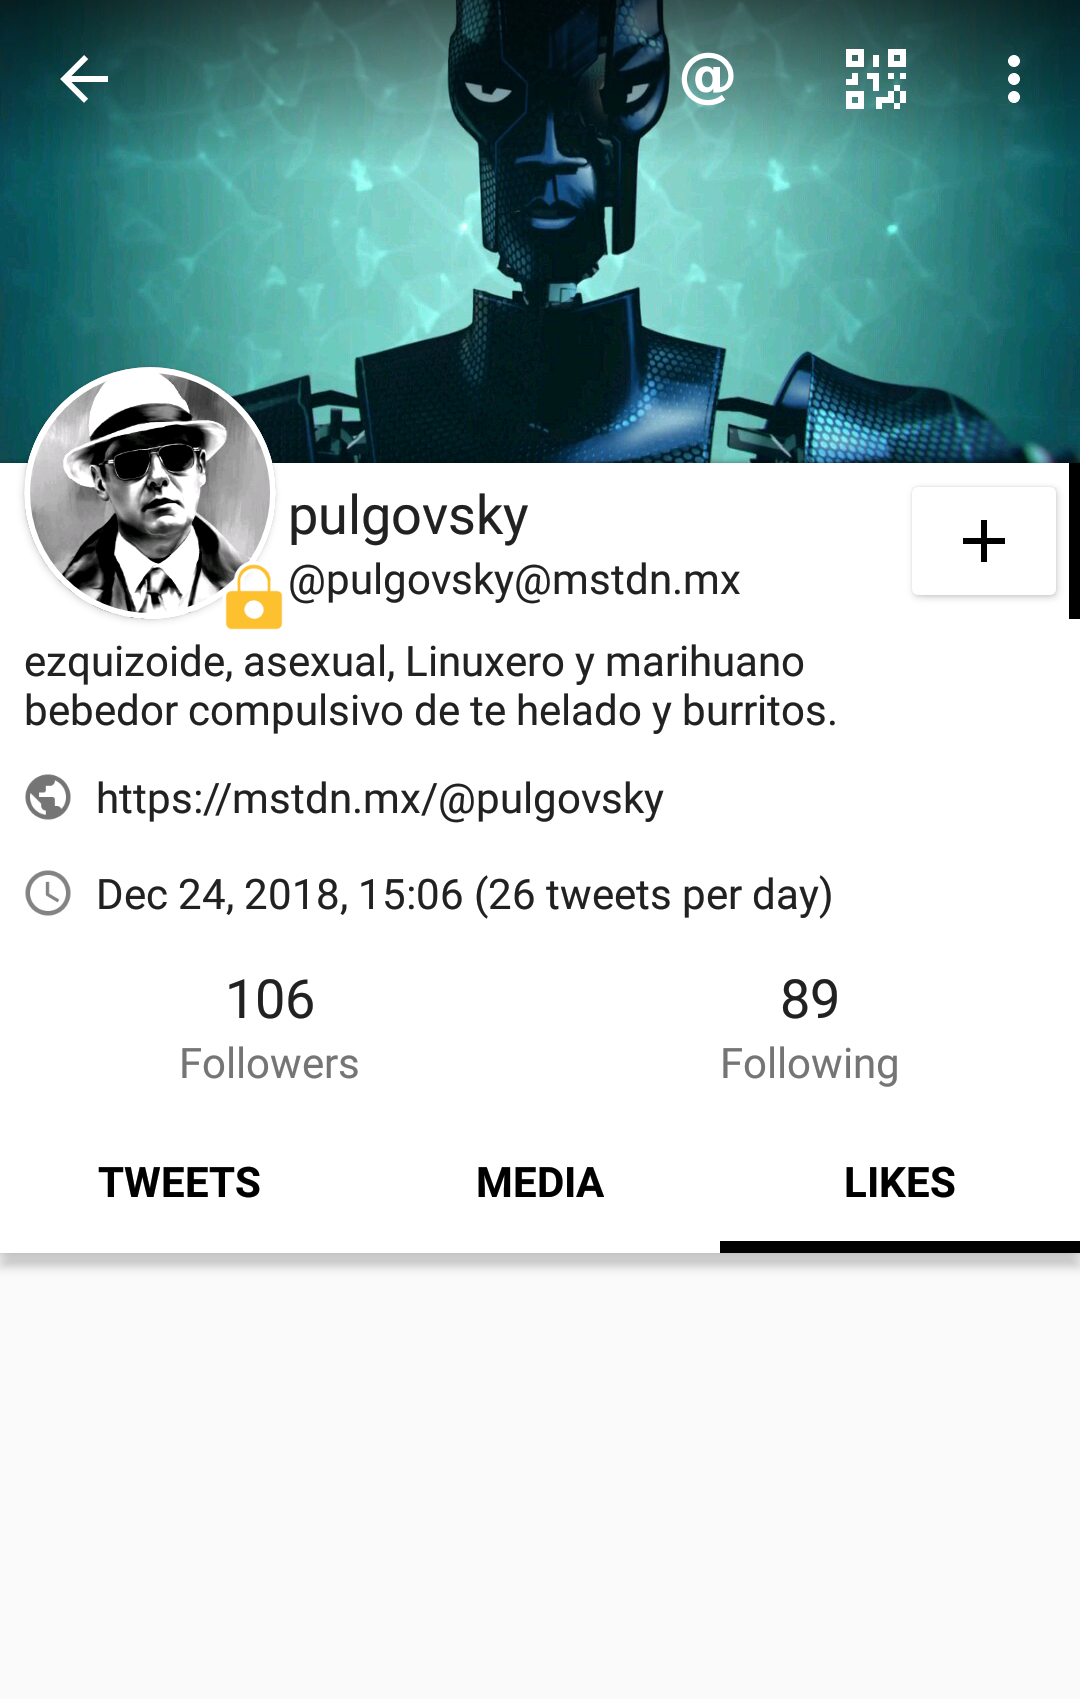 @
pulgovsky
@pulgovsky@mstdn.mx
ezquizoide, asexual, Linuxero y marihuano
bebedor compulsivo de te helado y burritos.
https://mstdn.mx/@pulgovsky
Dec 24, 2018, 15:06 (26 tweets per day)
106 89
Followers Following
TWEETS MEDIA LIKES